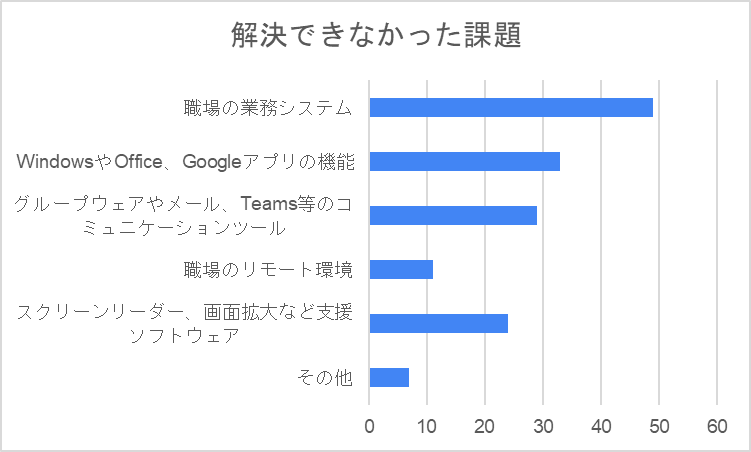 解決できなかった課題
職場の業務システム
WindowsやOffice、Googleアプリの機能
グループウェアやメール、Teams等のコ
ミュニケーションツール
職場のリモート環境
スクリーンリーダー、画面拡大など支援
ソフトウェア
その他
0 10 20 30 40 50 60